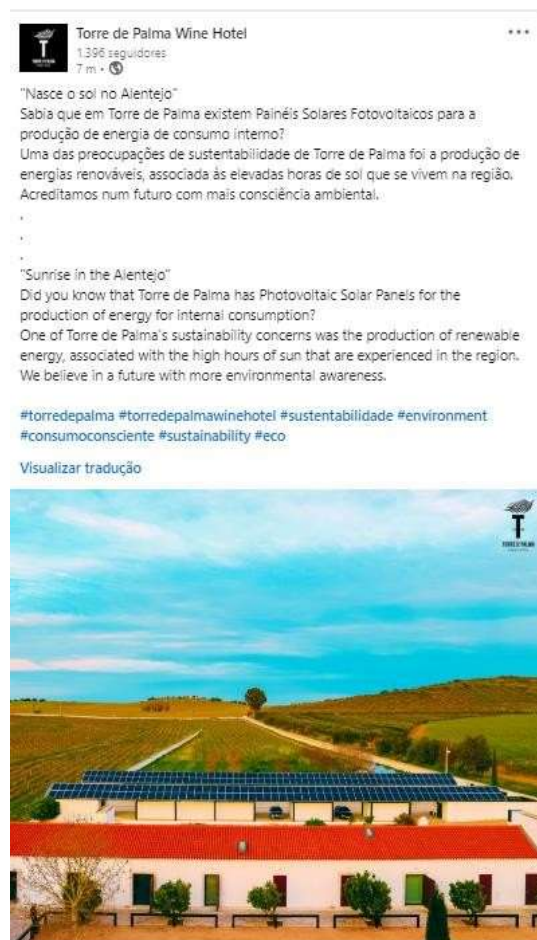 Torre de Palma Wine Hotel
1.396 seguidores
7 m •
"Nasce o sol no Alentejo"
Sabia que em Torre de Palma existem Painéis Solares Fotovoltaicos para a
produção de energia de consumo interno?
Uma das preocupações de sustentabilidade de Torre de Palma foi a produção de
energias renováveis, associada às elevadas horas de sol que se vivem na região.
Acreditamos num futuro com mais consciência ambiental.
.
.
.
"Sunrise in the Alentejo"
Did you know that Torre de Palma has Photovoltaic Solar Panels for the
production of energy for internal consumption?
One of Torre de Palma's sustainability concerns was the production of renewable
energy, associated with the high hours of sun that are experienced in the region.
We believe in a future with more environmental awareness.
#torredepalma #torredepalmawinehotel #sustentabilidade #environment
#consumoconsciente #sustainability #eco
Visualizar tradução
T
TORRE DE PALMA